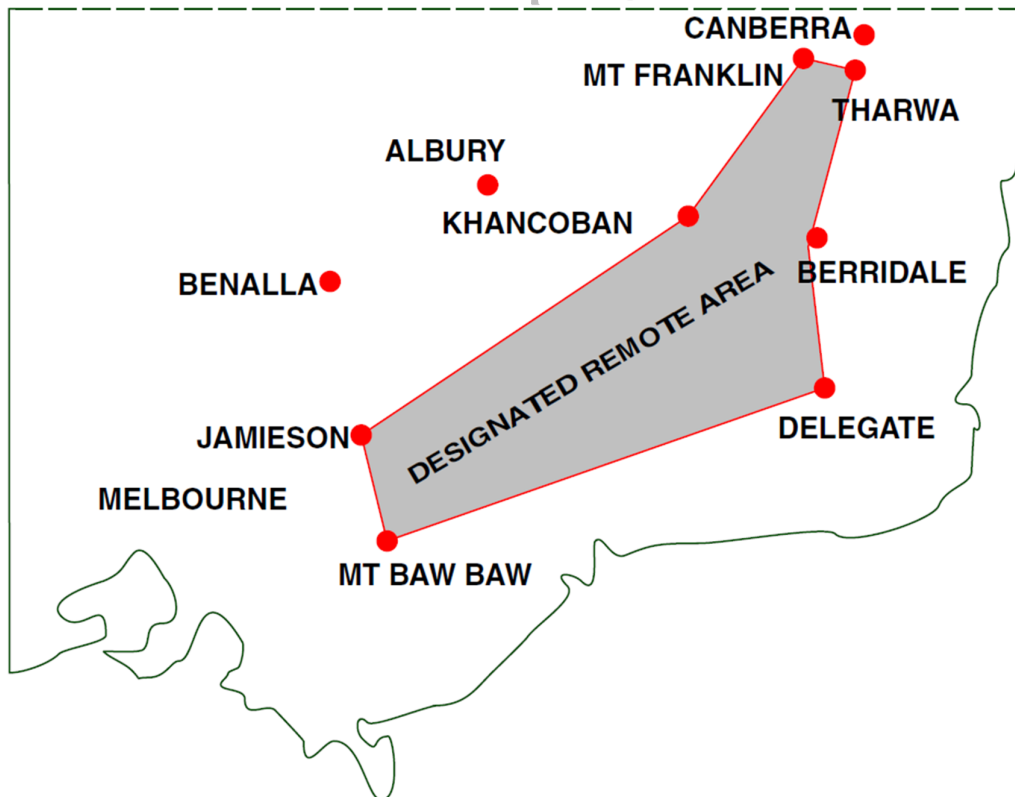 CANBERRA
MT FRANKLIN
THARWA
ALBURY
KHANCOBAN
BERRIDALE
BENALLA
DESIGNATED REMOTE AREA
DELEGATE
JAMIESON
MELBOURNE
MT BAW BAW